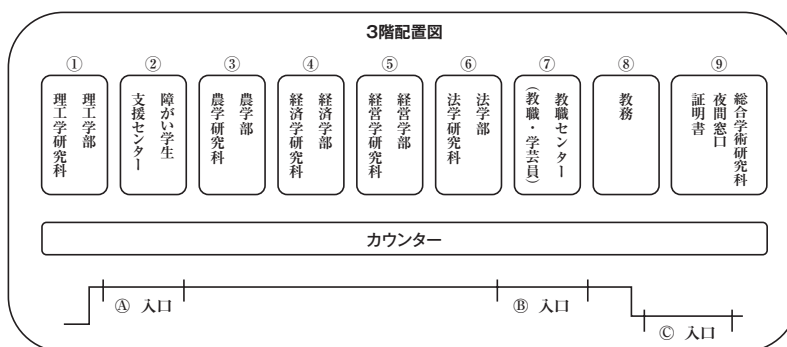 3階配置図
①
理工学部
理工学研究科
②
障がい学生
支援センター
③
農学部
農学研究科
④
経済学部
経済学研究科
⑤
経営学部
経営学研究科
⑥
法学部
法学研究科
⑦
教職センター
(教職・学芸員)
⑧
教務
⑨
総合学術研究科
夜間窓口
証明書
カウンター
Ⓐ 入口
Ⓑ 入口
Ⓒ 入口